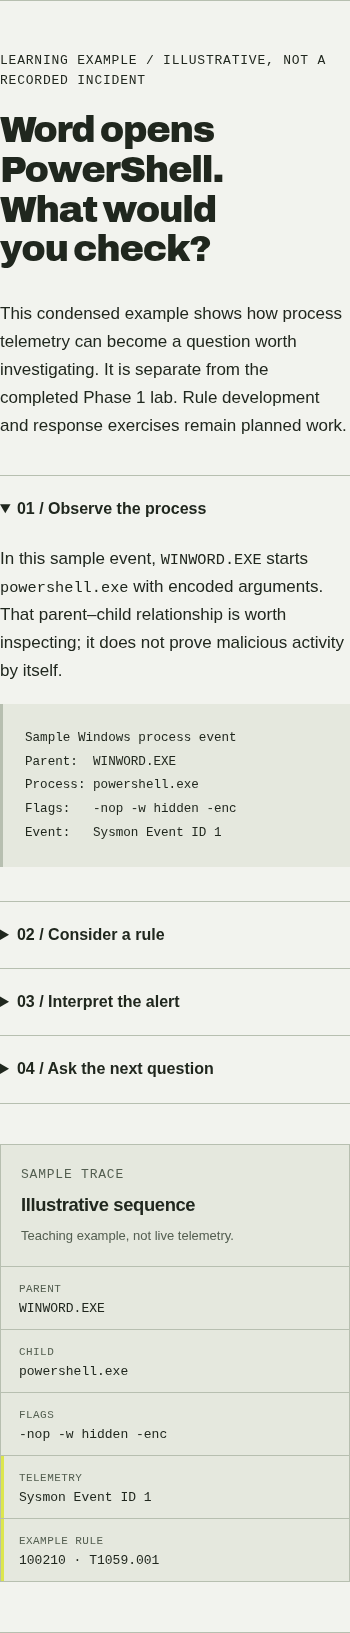 LEARNING EXAMPLE / ILLUSTRATIVE, NOT A
RECORDED INCIDENT
Word opens
PowerShell.
What would
you check?
This condensed example shows how process
telemetry can become a question worth
investigating. It is separate from the
completed Phase 1 lab. Rule development
and response exercises remain planned work.
01 / Observe the process
In this sample event, WINWORD.EXE starts
powershell.exe with encoded arguments.
That parent–child relationship is worth
inspecting; it does not prove malicious activity
by itself.
Sample Windows process event
Parent:  WINWORD.EXE
Process: powershell.exe
Flags:   -nop -w hidden -enc
Event:   Sysmon Event ID 1
02 / Consider a rule
03 / Interpret the alert
04 / Ask the next question
SAMPLE TRACE
Illustrative sequence
Teaching example, not live telemetry.
PARENT
WINWORD.EXE
CHILD
powershell.exe
FLAGS
-nop -w hidden -enc
TELEMETRY
Sysmon Event ID 1
EXAMPLE RULE
100210 · T1059.001